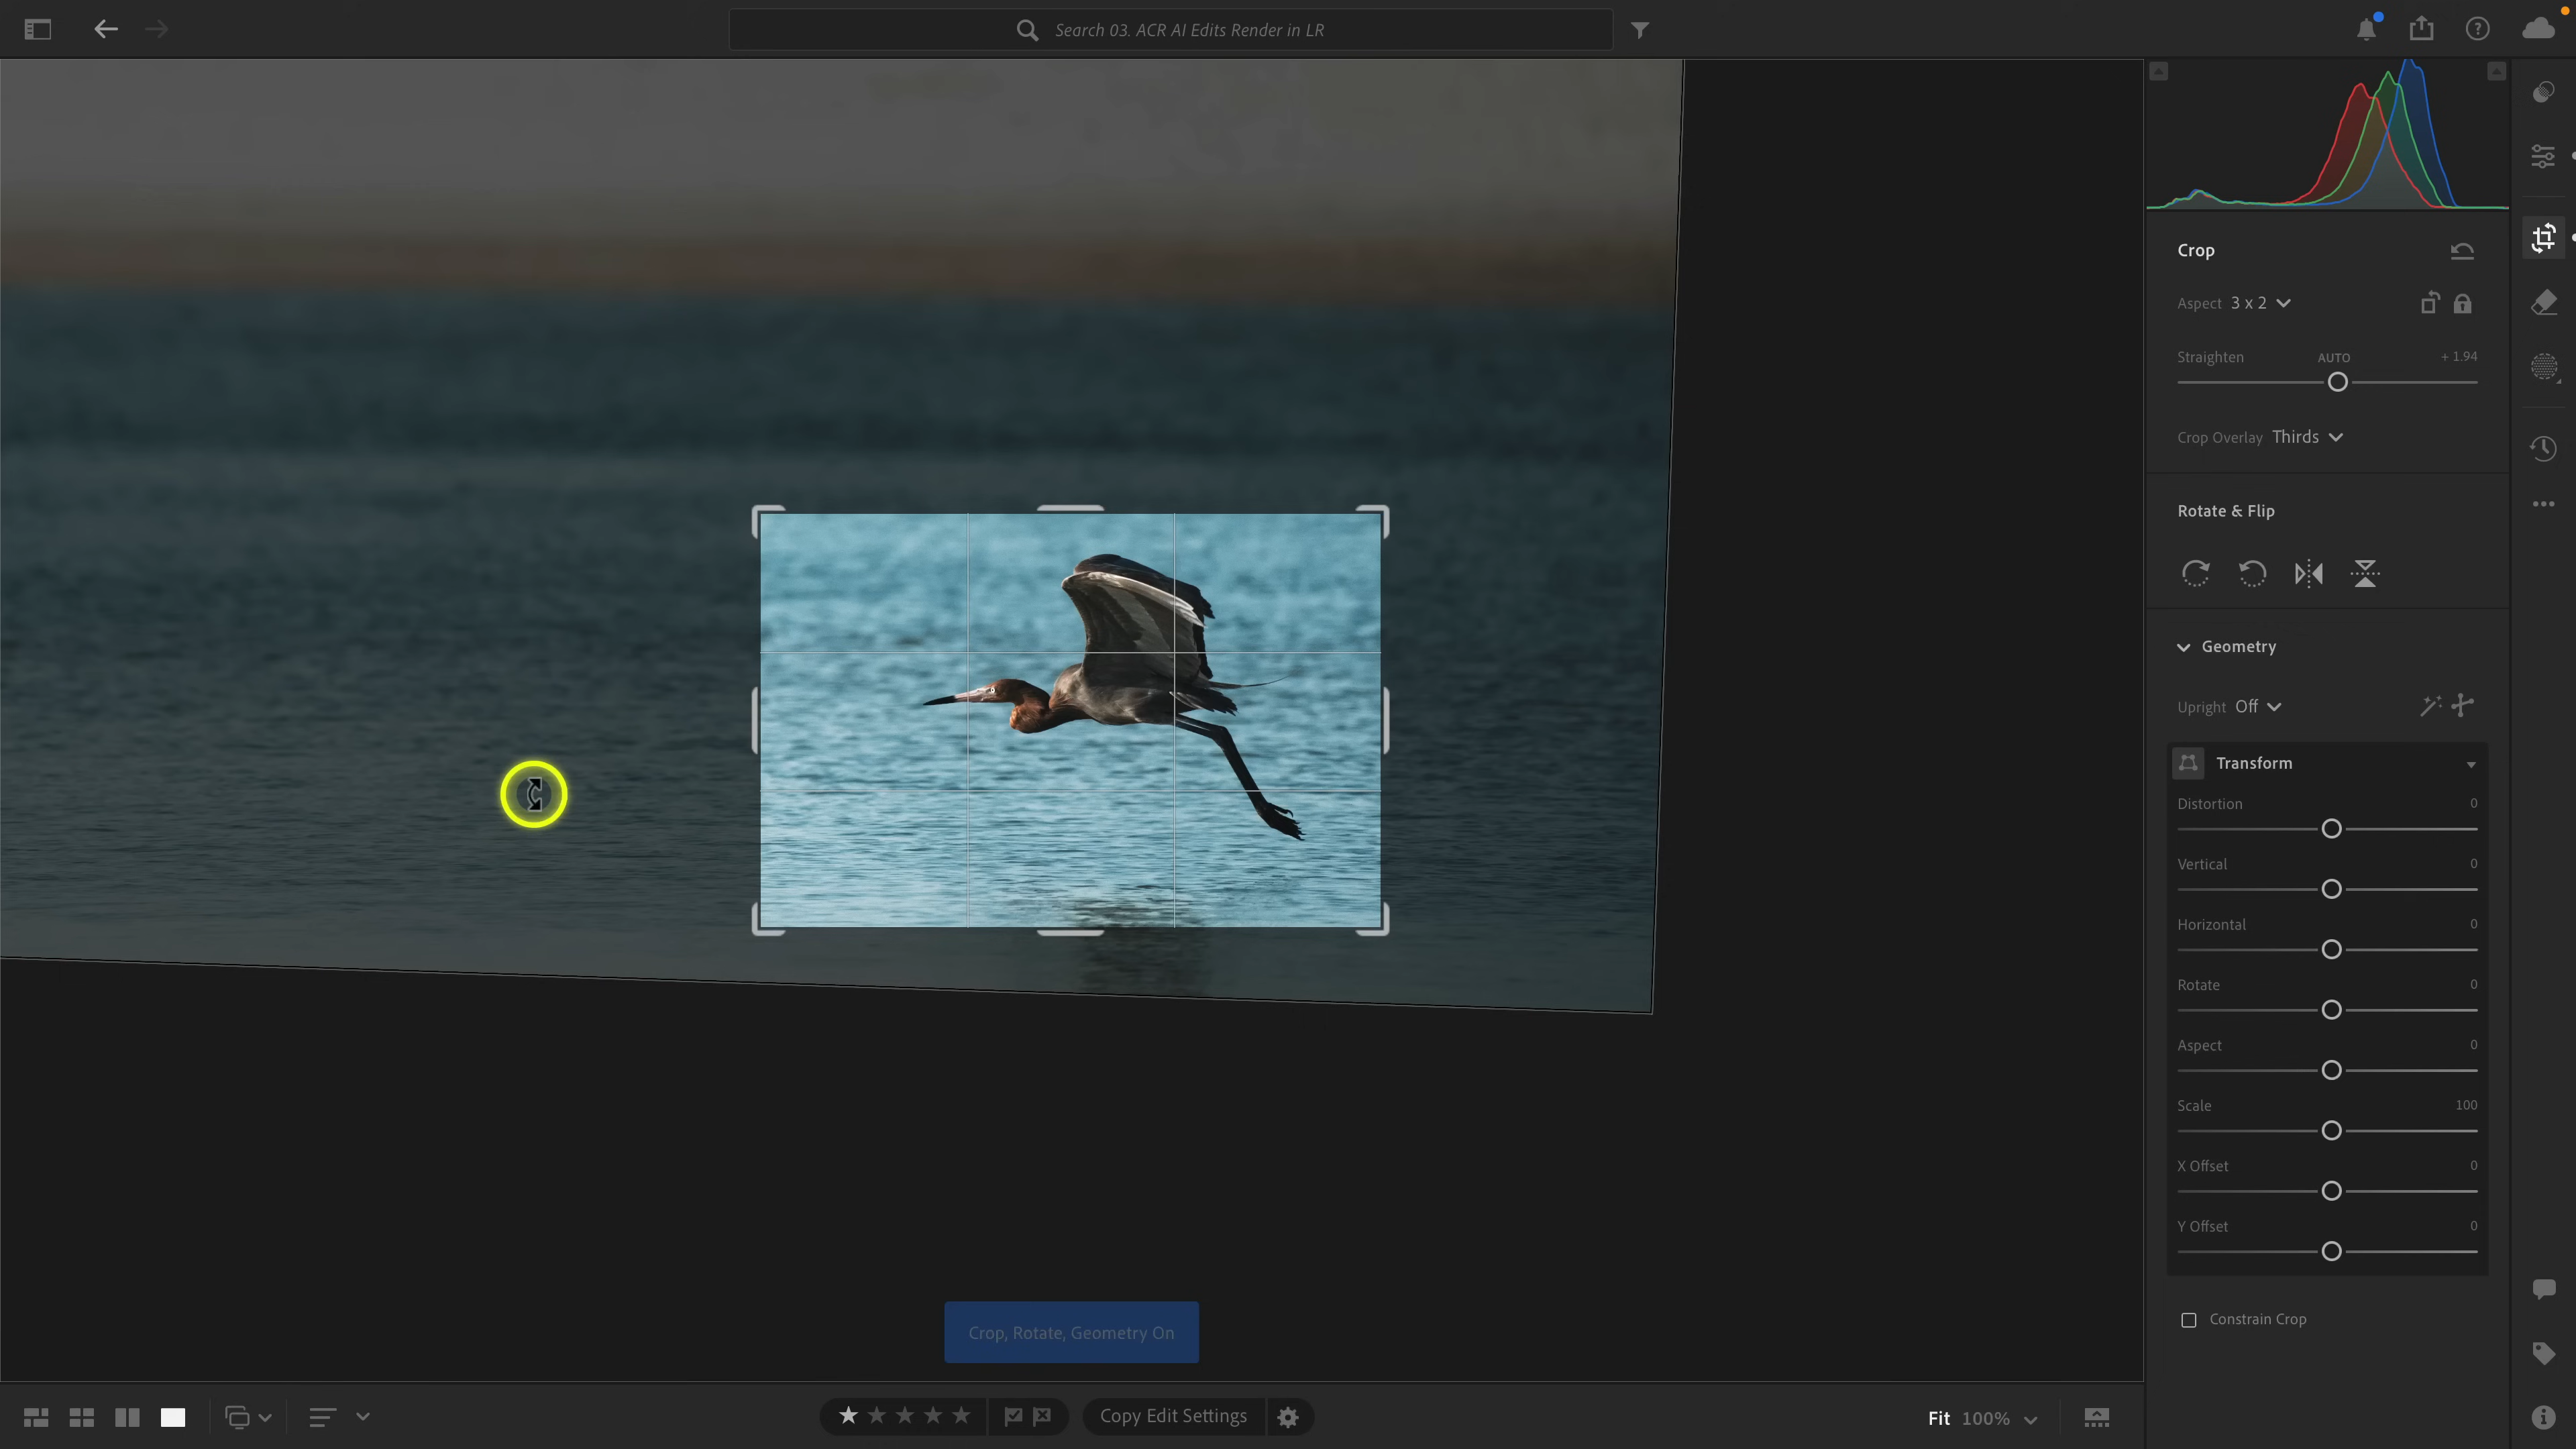 Search 03. ACR AI Edits Render in LR
Crop
Aspect 3 x 2
Straighten AUTO + 1.94
Crop Overlay Thirds
Rotate & Flip
Geometry
Upright Off
Transform
Distortion 0
Vertical 0
Horizontal 0
Rotate 0
Aspect 0
Scale 100
X Offset 0
Y Offset 0
Constrain Crop
Crop, Rotate, Geometry On
Copy Edit Settings
Fit 100%